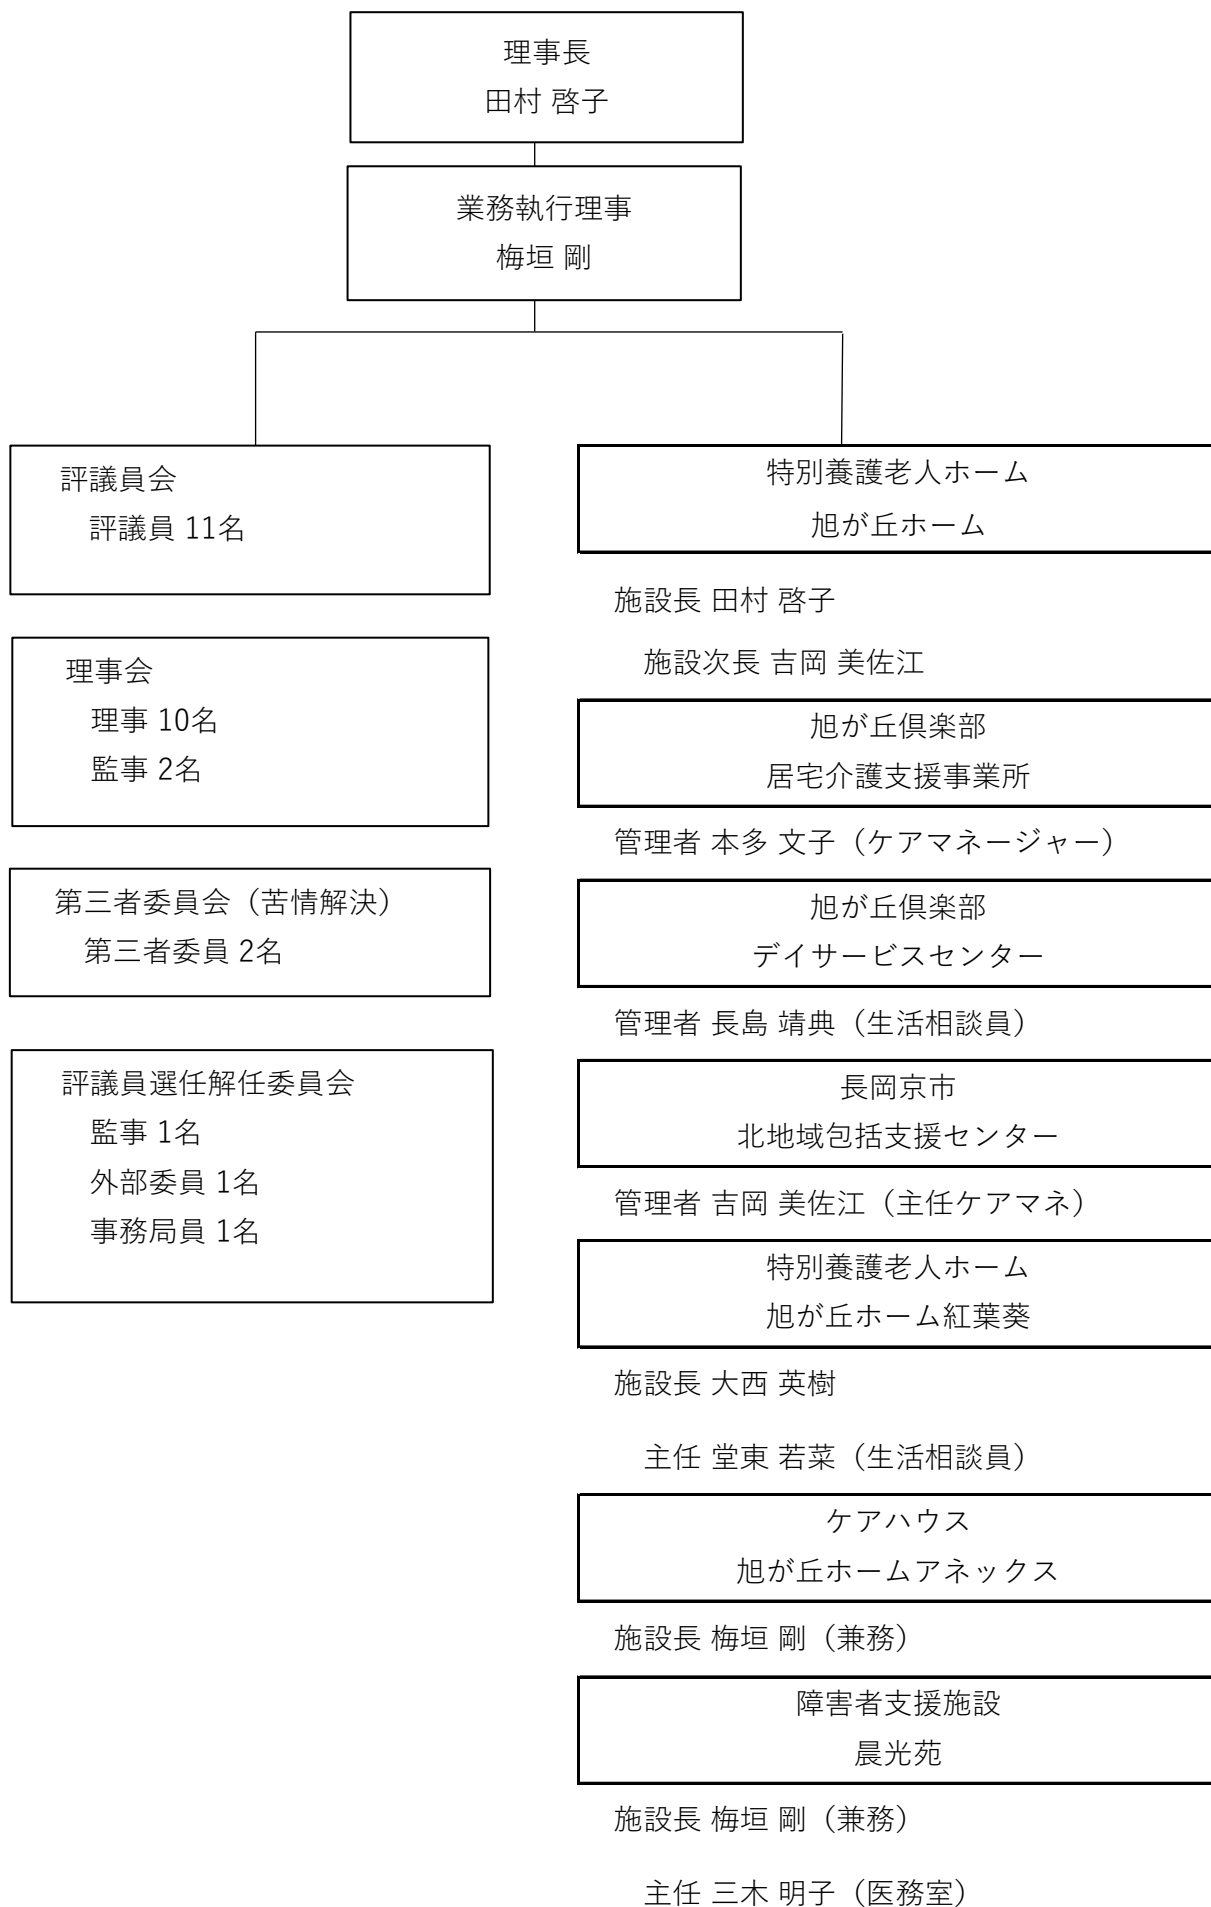 理事長
田村 啓子
業務執行理事
梅垣 剛
評議員会
評議員 11名
理事会
理事 10名
監事 2名
第三者委員会（苦情解決）
第三者委員 2名
評議員選任解任委員会
監事 1名
外部委員 1名
事務局員 1名
特別養護老人ホーム
旭が丘ホーム
施設長 田村 啓子
施設次長 吉岡 美佐江
旭が丘倶楽部
居宅介護支援事業所
管理者 本多 文子（ケアマネージャー）
旭が丘倶楽部
デイサービスセンター
管理者 長島 靖典（生活相談員）
長岡京市
北地域包括支援センター
管理者 吉岡 美佐江（主任ケアマネ）
特別養護老人ホーム
旭が丘ホーム紅葉葵
施設長 大西 英樹
主任 堂東 若菜（生活相談員）
ケアハウス
旭が丘ホームアネックス
施設長 梅垣 剛（兼務）
障害者支援施設
晨光苑
施設長 梅垣 剛（兼務）
主任 三木 明子（医務室）